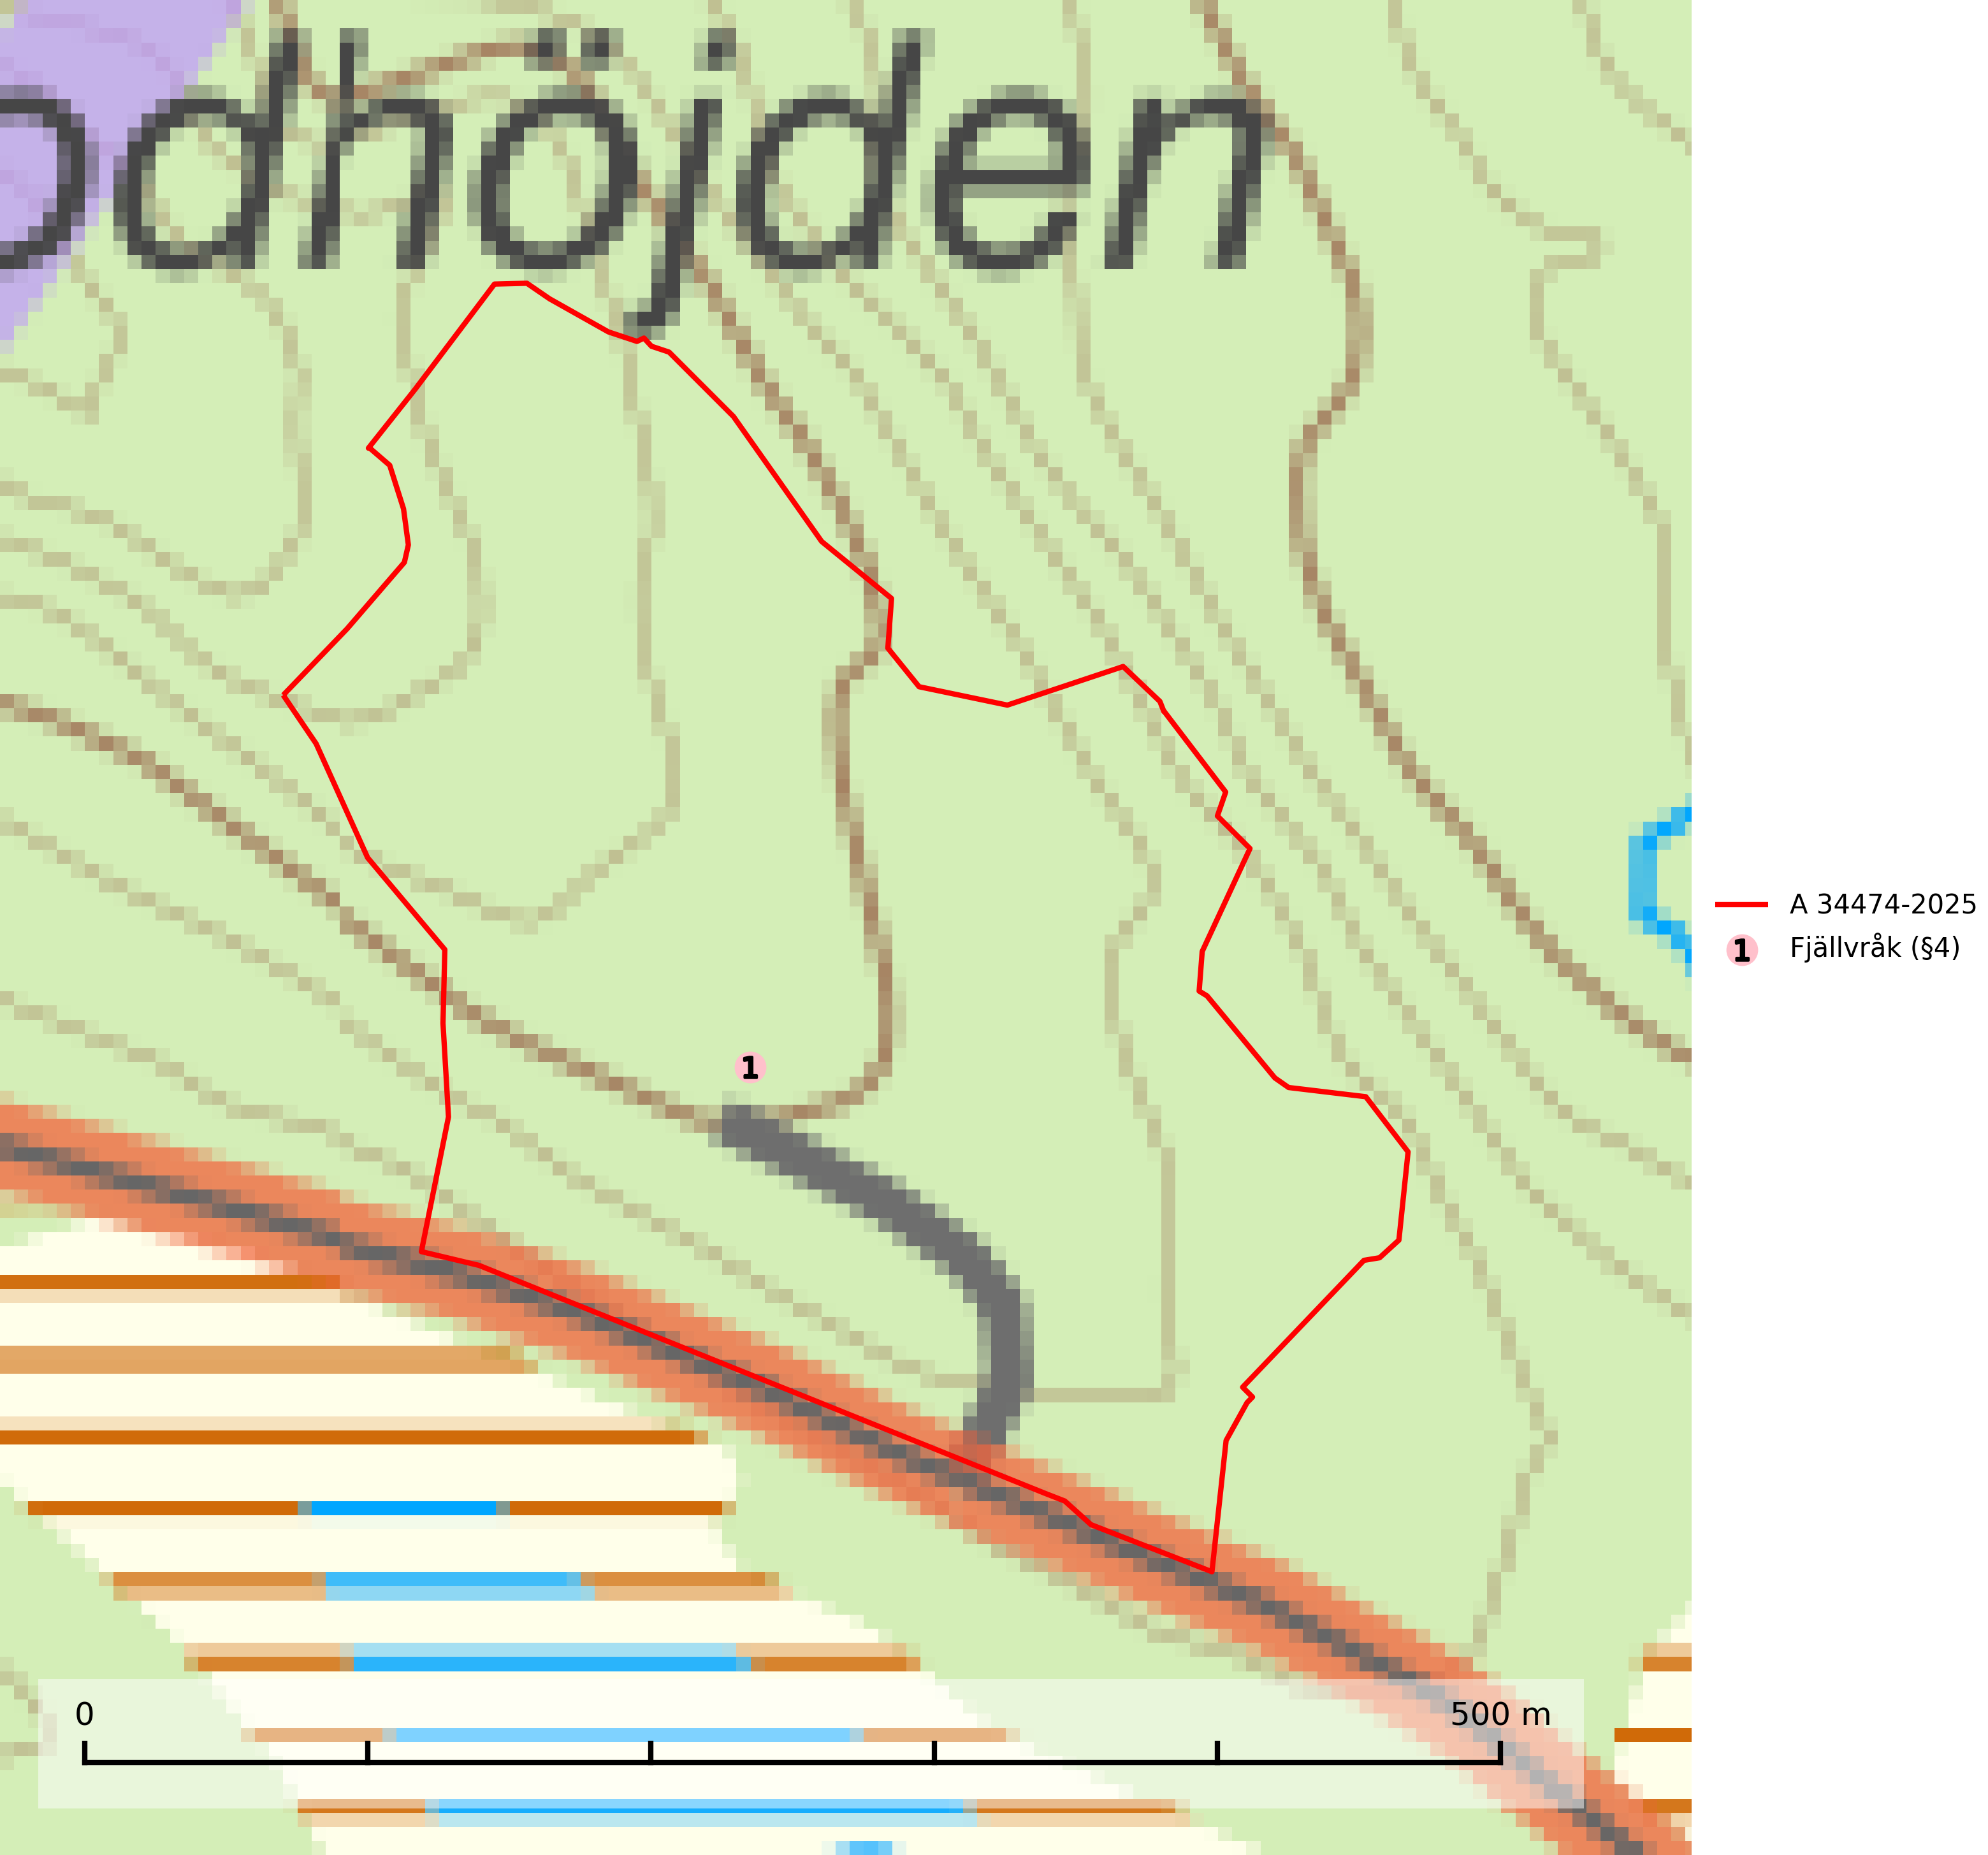 dhöjden
A 34474-2025
1 Fjällvråk (§4)
1
0 500 m